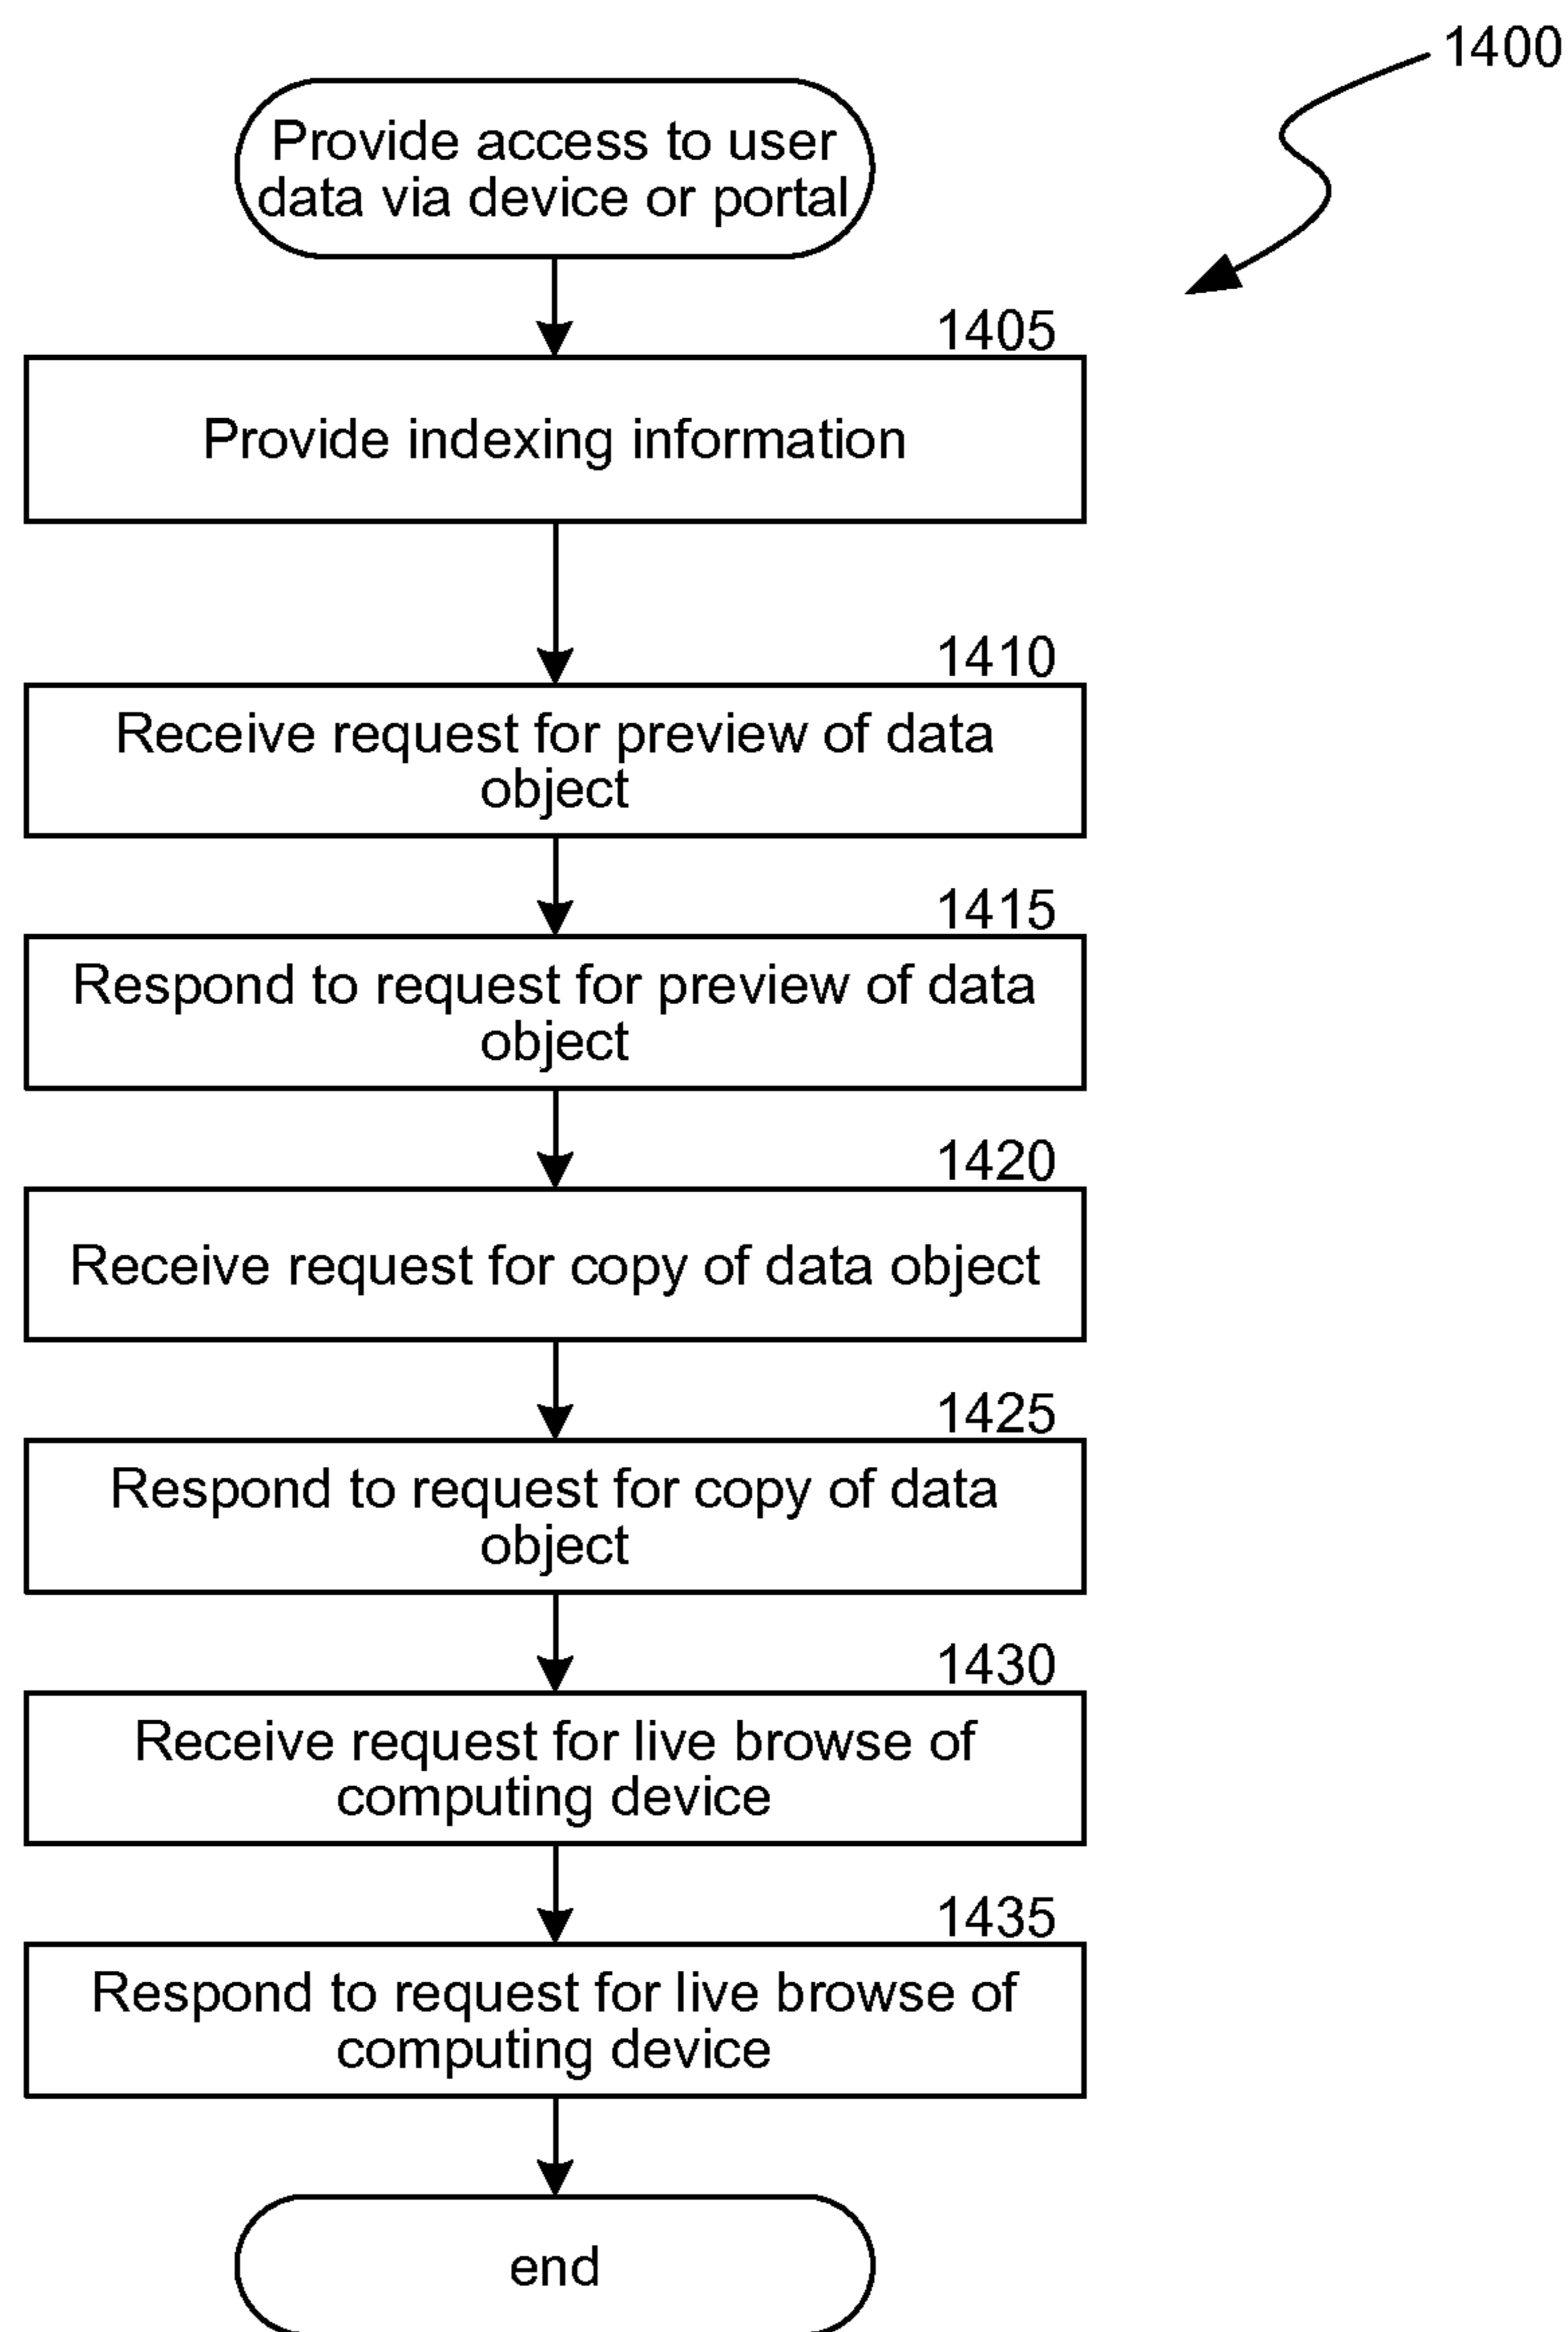 1400
Provide access to user
data via device or portal
1405
Provide indexing information
1410
Receive request for preview of data
object
1415
Respond to request for preview of data
object
1420
Receive request for copy of data object
1425
Respond to request for copy of data
object
1430
Receive request for live browse of
computing device
1435
Respond to request for live browse of
computing device
end